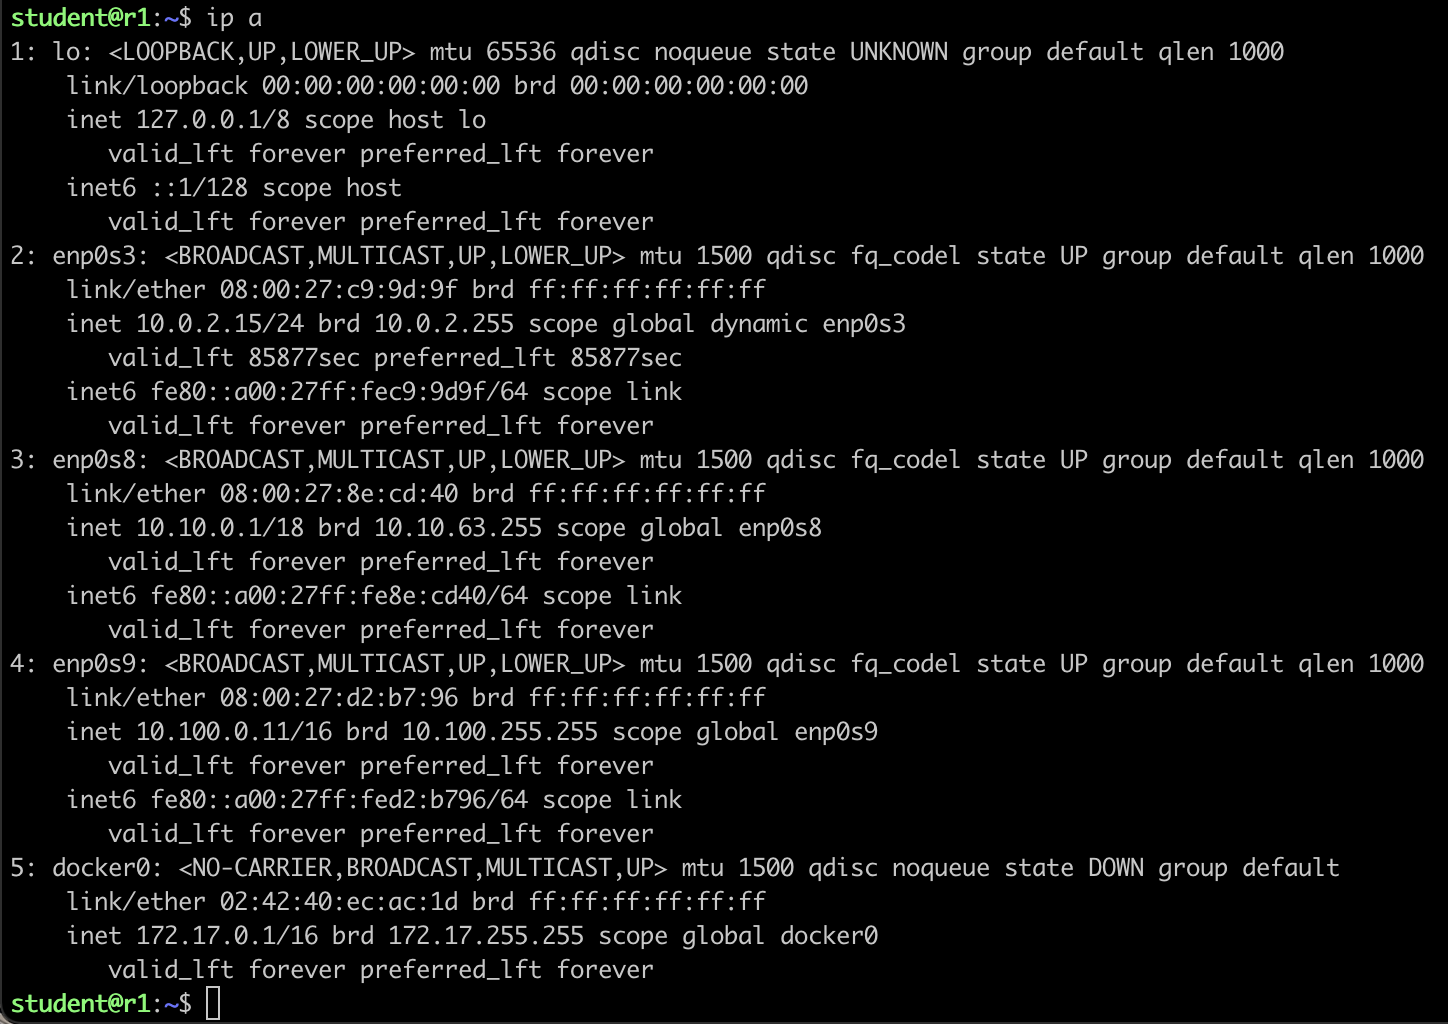 student@r1:~$ ip a
1: lo: <LOOPBACK,UP,LOWER_UP> mtu 65536 qdisc noqueue state UNKNOWN group default qlen 1000
    link/loopback 00:00:00:00:00:00 brd 00:00:00:00:00:00
    inet 127.0.0.1/8 scope host lo
       valid_lft forever preferred_lft forever
    inet6 ::1/128 scope host
       valid_lft forever preferred_lft forever
2: enp0s3: <BROADCAST,MULTICAST,UP,LOWER_UP> mtu 1500 qdisc fq_codel state UP group default qlen 1000
    link/ether 08:00:27:c9:9d:9f brd ff:ff:ff:ff:ff:ff
    inet 10.0.2.15/24 brd 10.0.2.255 scope global dynamic enp0s3
       valid_lft 85877sec preferred_lft 85877sec
    inet6 fe80::a00:27ff:fec9:9d9f/64 scope link
       valid_lft forever preferred_lft forever
3: enp0s8: <BROADCAST,MULTICAST,UP,LOWER_UP> mtu 1500 qdisc fq_codel state UP group default qlen 1000
    link/ether 08:00:27:8e:cd:40 brd ff:ff:ff:ff:ff:ff
    inet 10.10.0.1/18 brd 10.10.63.255 scope global enp0s8
       valid_lft forever preferred_lft forever
    inet6 fe80::a00:27ff:fe8e:cd40/64 scope link
       valid_lft forever preferred_lft forever
4: enp0s9: <BROADCAST,MULTICAST,UP,LOWER_UP> mtu 1500 qdisc fq_codel state UP group default qlen 1000
    link/ether 08:00:27:d2:b7:96 brd ff:ff:ff:ff:ff:ff
    inet 10.100.0.11/16 brd 10.100.255.255 scope global enp0s9
       valid_lft forever preferred_lft forever
    inet6 fe80::a00:27ff:fed2:b796/64 scope link
       valid_lft forever preferred_lft forever
5: docker0: <NO-CARRIER,BROADCAST,MULTICAST,UP> mtu 1500 qdisc noqueue state DOWN group default
    link/ether 02:42:40:ec:ac:1d brd ff:ff:ff:ff:ff:ff
    inet 172.17.0.1/16 brd 172.17.255.255 scope global docker0
       valid_lft forever preferred_lft forever
student@r1:~$